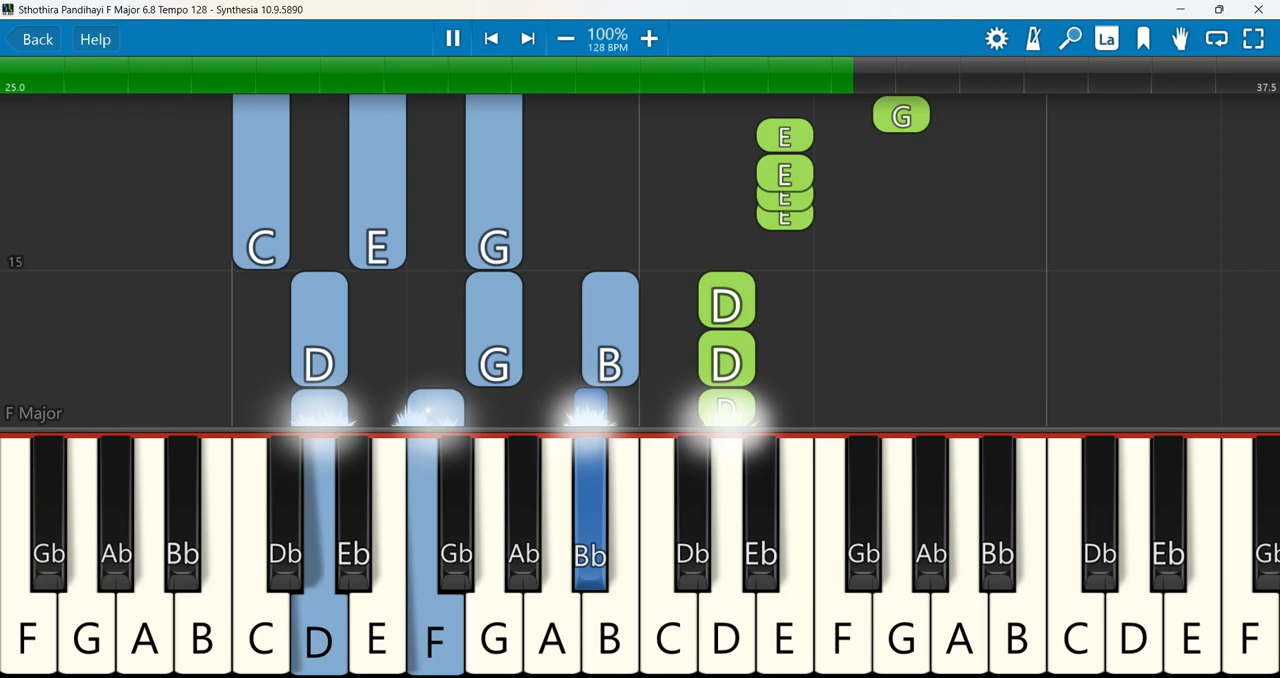 Sthothira Pandihayi F Major 6.8 Tempo 128 - Synthesia 10.9.5890
Back Help 100% La
128 BPM
25.0 37.5
G
E
E
E
E
C E G
15
D
D G B D
F Major D
Gb Ab Bb Db Eb Gb Ab Bb Db Eb Gb Ab Bb Db Eb Gb
F G A B C D E F G A B C D E F G A B C D E F